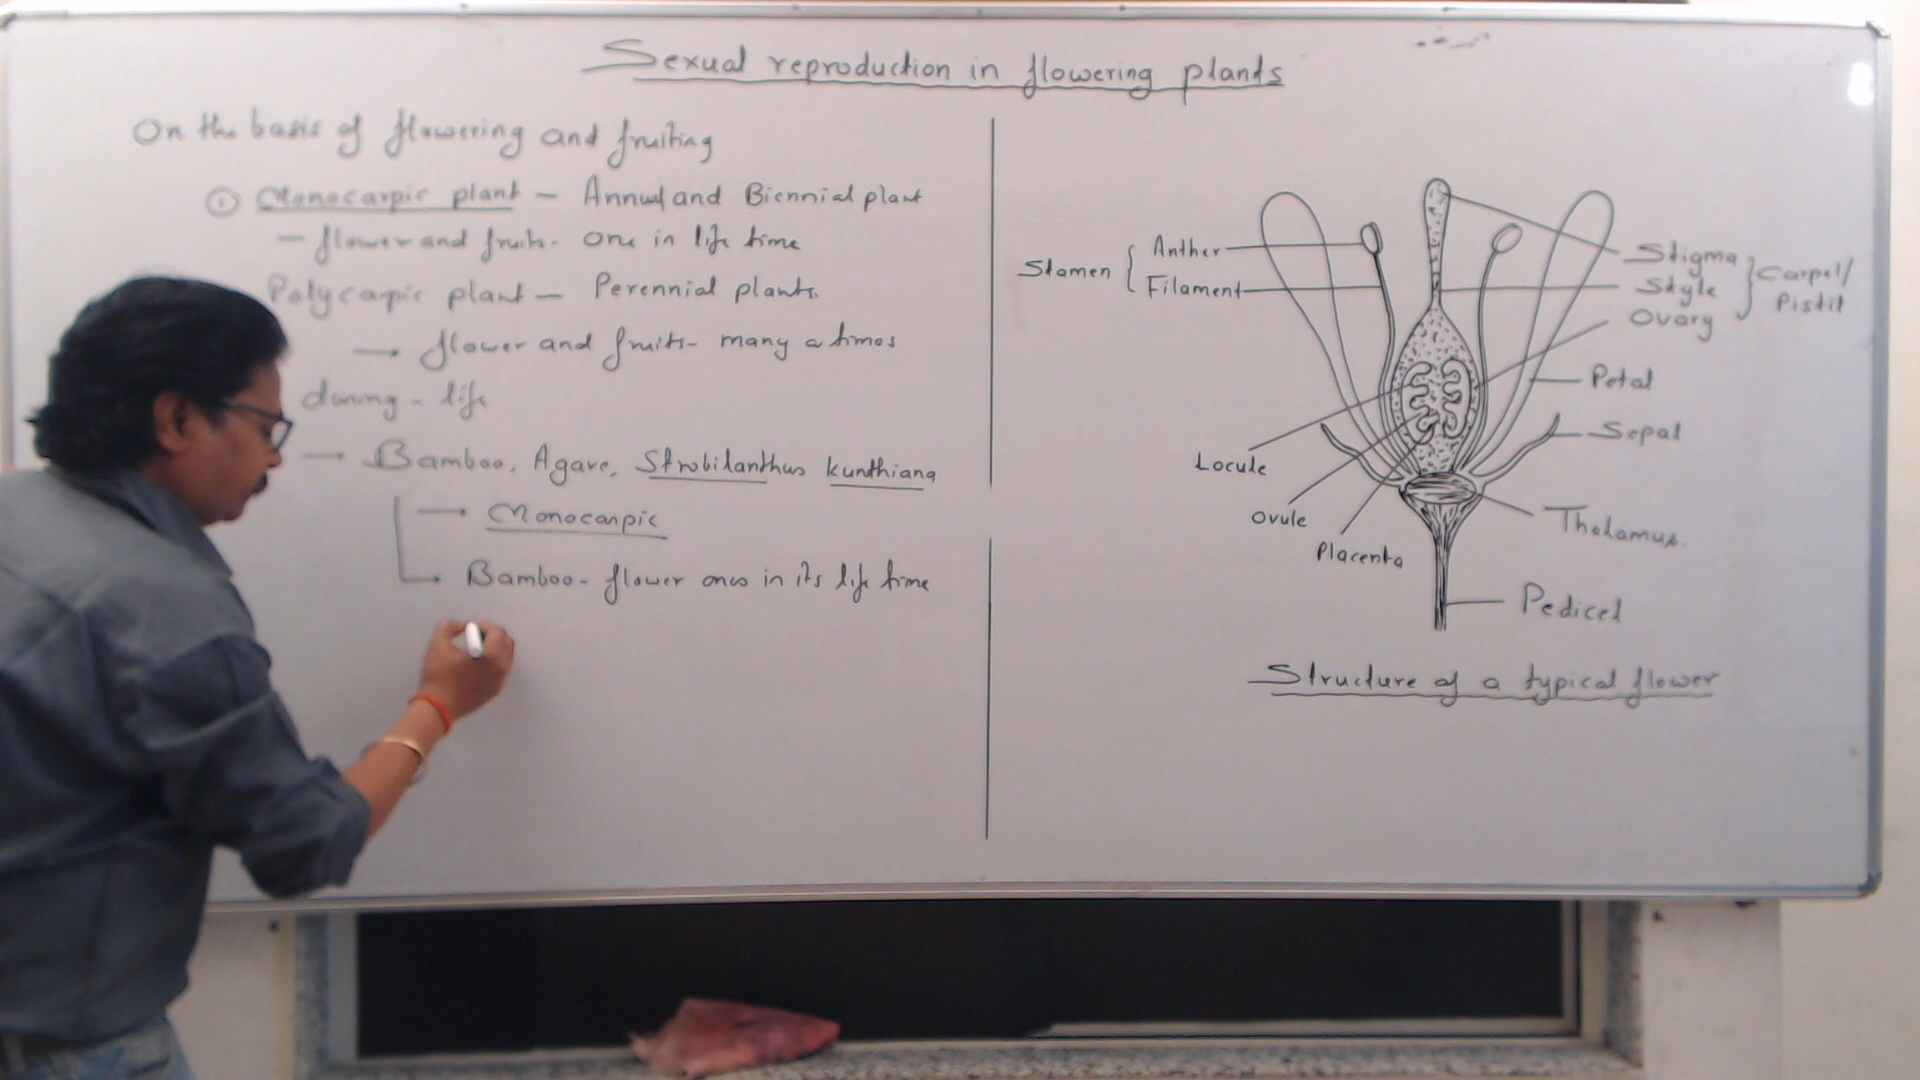 Sexual reproduction in flowering plants
On the basis of flowering and fruiting
① Monocarpic plant — Annual and Biennial plant
— flower and fruits - one in life time
Polycarpic plant — Perennial plants.
→ flower and fruits - many a times
during - life
→ Bamboo, Agave, Strobilanthus kunthiana
→ Monocarpic
→ Bamboo - flower once in its life time
Stamen { Anther
Filament
Stigma
Style
Ovary
} Carpel/
Pistil
Petal
Sepal
Locule
Ovule
Placenta
Thalamus.
Pedicel
Structure of a typical flower